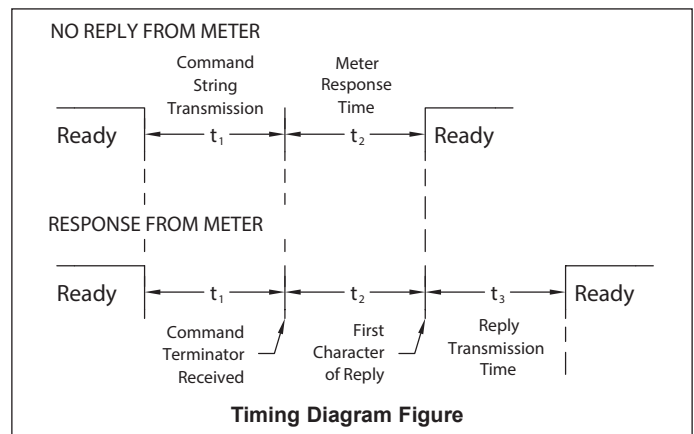 NO REPLY FROM METER
Command
String
Transmission
Meter
Response
Time
Ready
t₁
t₂
Ready
RESPONSE FROM METER
Ready
t₁
t₂
t₃
Ready
Command
Terminator
Received
First
Character
of Reply
Reply
Transmission
Time
Timing Diagram Figure